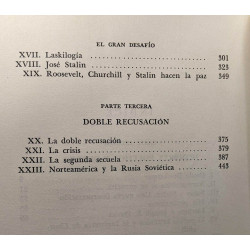 EL GRAN DESAFÍO
XVII. Laskilogía 301
XVIII. José Stalin 323
XIX. Roosevelt, Churchill y Stalin hacen la paz 349
PARTE TERCERA
DOBLE RECUSACIÓN
XX. La doble recusación 375
XXI. La crisis 379
XXII. La segunda secuela 387
XXIII. Norteamérica y la Rusia Soviética 443